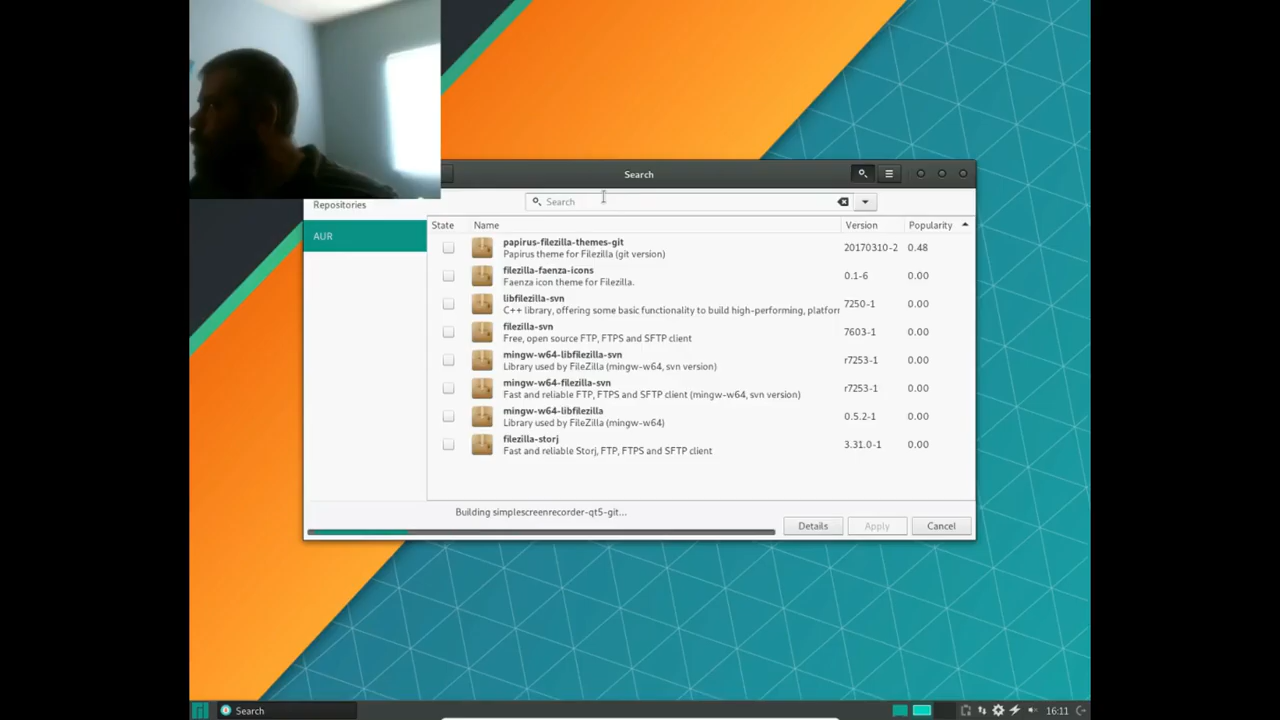 Search
Repositories
Search
AUR
State Name Version Popularity
papirus-filezilla-themes-git
Papirus theme for Filezilla (git version)
20170310-2 0.48
filezilla-faenza-icons
Faenza icon theme for Filezilla.
0.1-6 0.00
libfilezilla-svn
C++ library, offering some basic functionality to build high-performing, platfor
7250-1 0.00
filezilla-svn
Free, open source FTP, FTPS and SFTP client
7603-1 0.00
mingw-w64-libfilezilla-svn
Library used by FileZilla (mingw-w64, svn version)
r7253-1 0.00
mingw-w64-filezilla-svn
Fast and reliable FTP, FTPS and SFTP client (mingw-w64, svn version)
r7253-1 0.00
mingw-w64-libfilezilla
Library used by FileZilla (mingw-w64)
0.5.2-1 0.00
filezilla-storj
Fast and reliable Storj, FTP, FTPS and SFTP client
3.31.0-1 0.00
Building simplescreenrecorder-qt5-git...
Details Apply Cancel
Search 16:11